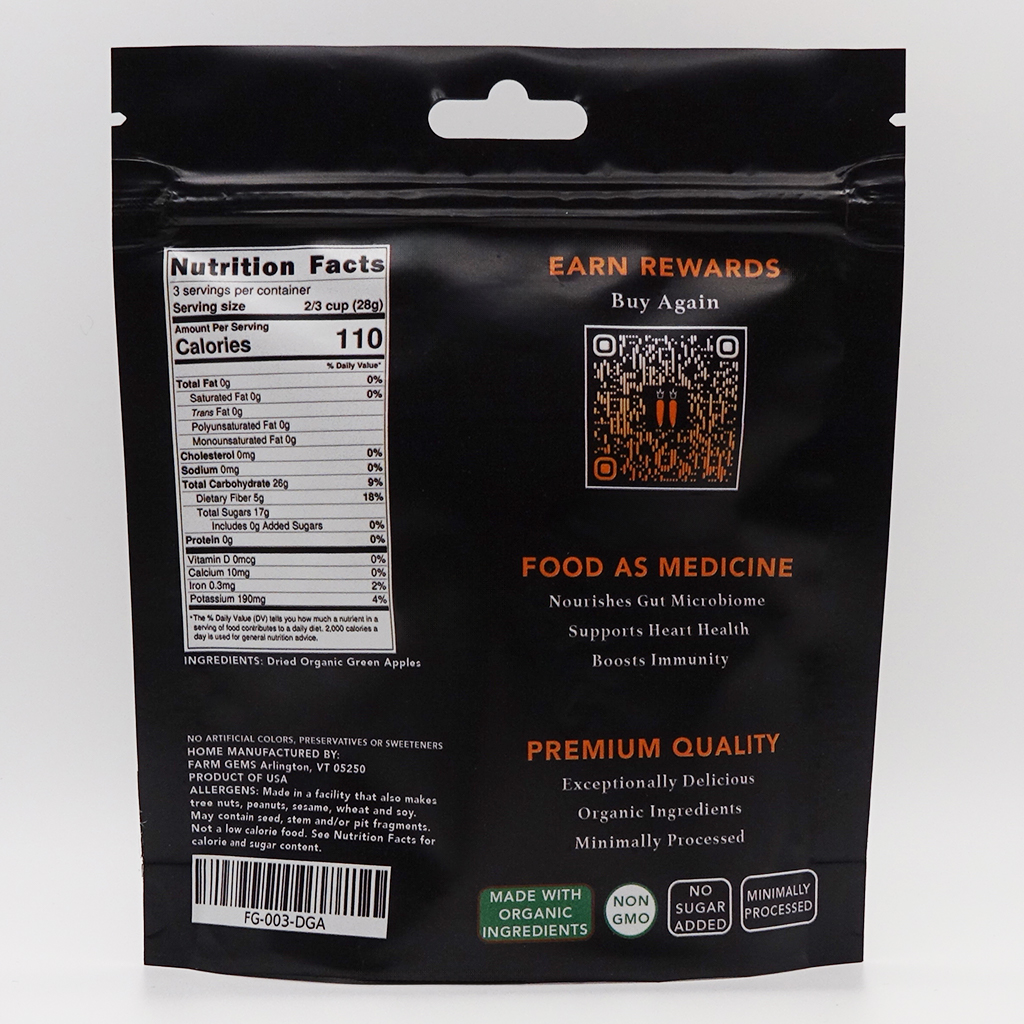 Nutrition Facts
3 servings per container
Serving size 2/3 cup (28g)
Amount Per Serving
Calories 110
% Daily Value*
Total Fat 0g 0%
Saturated Fat 0g 0%
Trans Fat 0g
Polyunsaturated Fat 0g
Monounsaturated Fat 0g
Cholesterol 0mg 0%
Sodium 0mg 0%
Total Carbohydrate 26g 9%
Dietary Fiber 5g 18%
Total Sugars 17g
Includes 0g Added Sugars 0%
Protein 0g 0%
Vitamin D 0mcg 0%
Calcium 10mg 0%
Iron 0.3mg 2%
Potassium 190mg 4%
*The % Daily Value (DV) tells you how much a nutrient in a
serving of food contributes to a daily diet. 2,000 calories a
day is used for general nutrition advice.
INGREDIENTS: Dried Organic Green Apples
NO ARTIFICIAL COLORS, PRESERVATIVES OR SWEETENERS
HOME MANUFACTURED BY:
FARM GEMS Arlington, VT 05250
PRODUCT OF USA
ALLERGENS: Made in a facility that also makes
tree nuts, peanuts, sesame, wheat and soy.
May contain seed, stem and/or pit fragments.
Not a low calorie food. See Nutrition Facts for
calorie and sugar content.
FG-003-DGA
EARN REWARDS
Buy Again
FOOD AS MEDICINE
Nourishes Gut Microbiome
Supports Heart Health
Boosts Immunity
PREMIUM QUALITY
Exceptionally Delicious
Organic Ingredients
Minimally Processed
MADE WITH
ORGANIC
INGREDIENTS
NON
GMO
NO
SUGAR
ADDED
MINIMALLY
PROCESSED